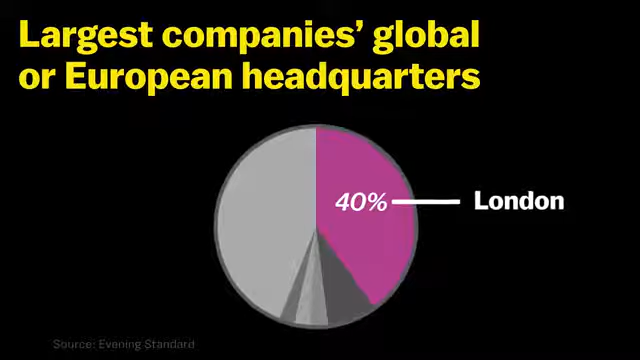 Largest companies’ global
or European headquarters
40%
London
Source: Evening Standard